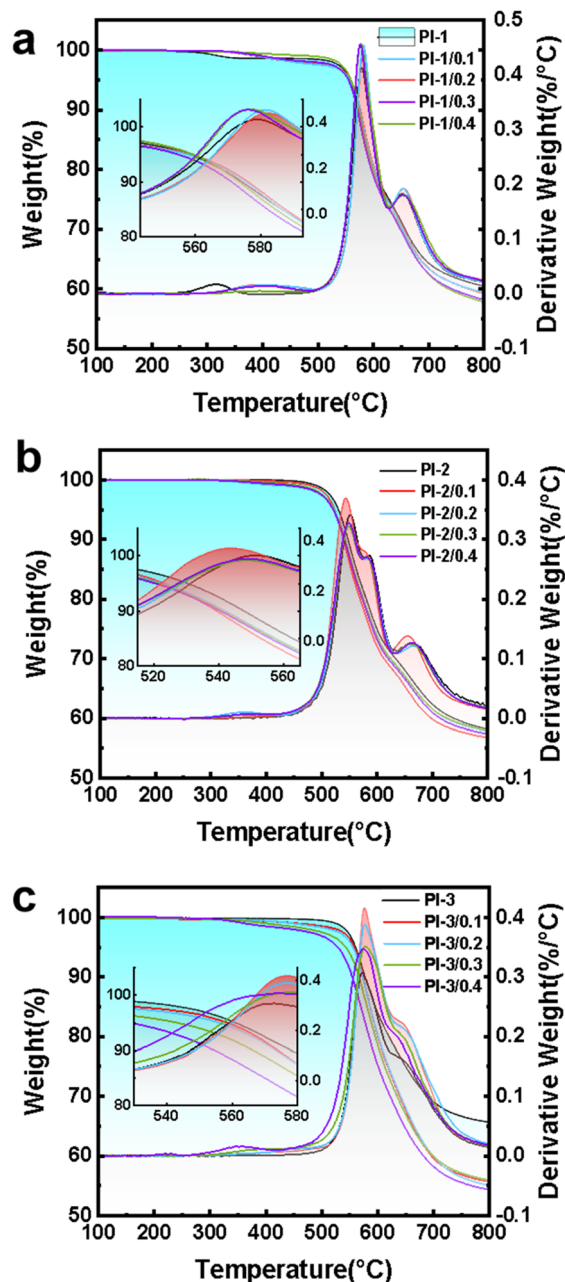 a
PI-1
PI-1/0.1
PI-1/0.2
PI-1/0.3
PI-1/0.4
Weight(%)
100
90
80
70
60
50
0.5
0.4
0.3
0.2
0.1
0.0
-0.1
Derivative Weight(%/°C)
100
90
80
560
580
0.4
0.2
0.0
100 200 300 400 500 600 700 800
Temperature(°C)
b
PI-2
PI-2/0.1
PI-2/0.2
PI-2/0.3
PI-2/0.4
Weight(%)
100
90
80
70
60
50
0.4
0.3
0.2
0.1
0.0
-0.1
Derivative Weight(%/°C)
100
90
80
520
540
560
0.4
0.2
0.0
100 200 300 400 500 600 700 800
Temperature(°C)
c
PI-3
PI-3/0.1
PI-3/0.2
PI-3/0.3
PI-3/0.4
Weight(%)
100
90
80
70
60
50
0.4
0.3
0.2
0.1
0.0
-0.1
Derivative Weight(%/°C)
100
90
80
540
560
580
0.4
0.2
0.0
100 200 300 400 500 600 700 800
Temperature(°C)